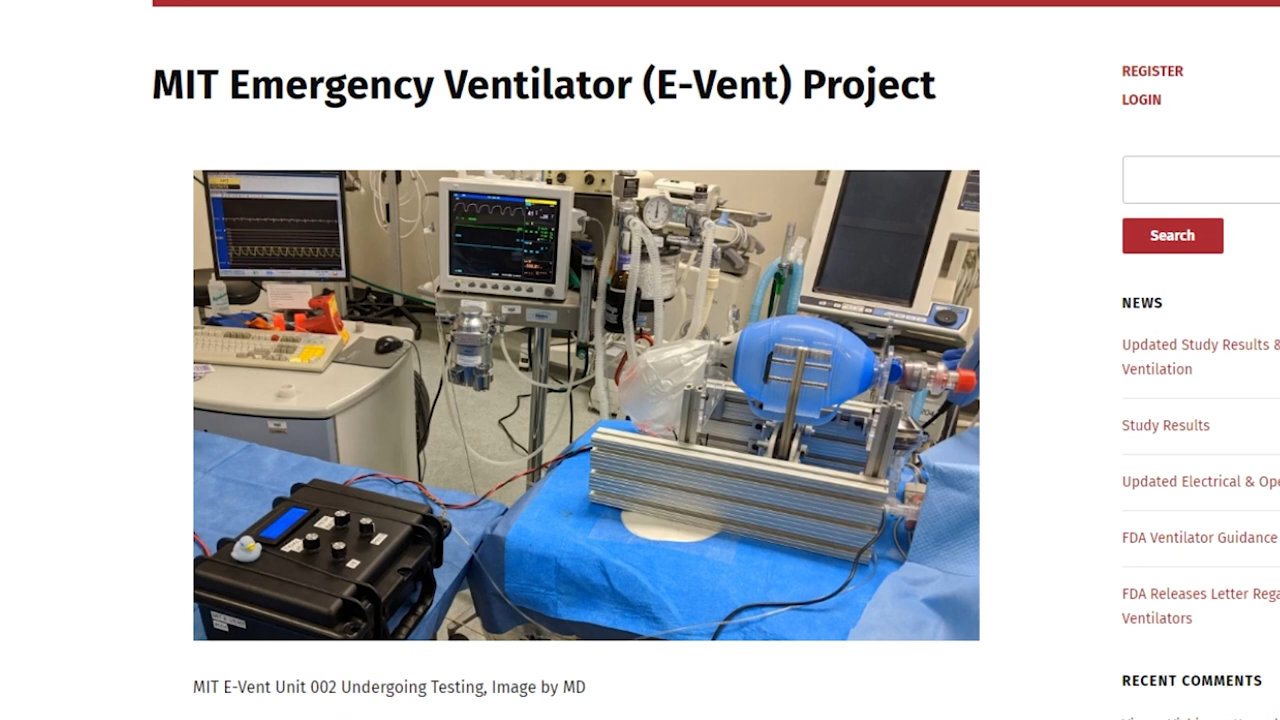 MIT Emergency Ventilator (E-Vent) Project
MIT E-Vent Unit 002 Undergoing Testing, Image by MD
REGISTER
LOGIN
Search
NEWS
Updated Study Results &
Ventilation
Study Results
Updated Electrical & Ope
FDA Ventilator Guidance
FDA Releases Letter Rega
Ventilators
RECENT COMMENTS